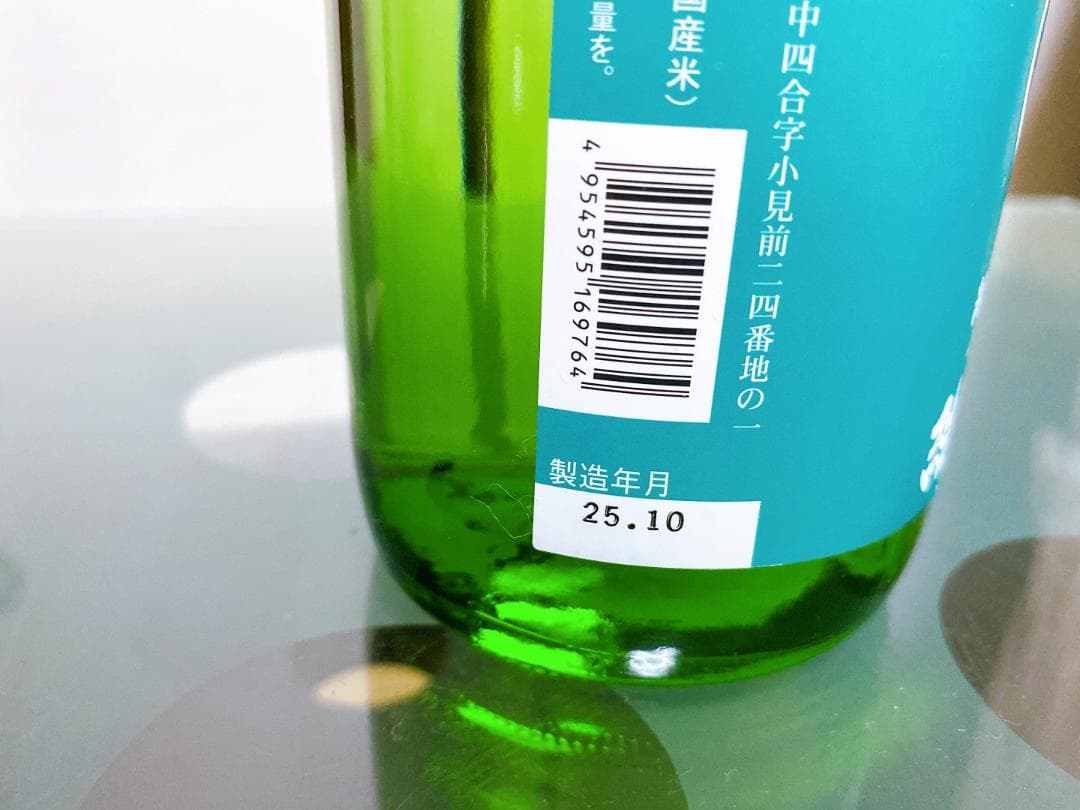 中四合字小見前二四番地の一
国産米）
量を。
4 954595 169764
製造年月
25.10